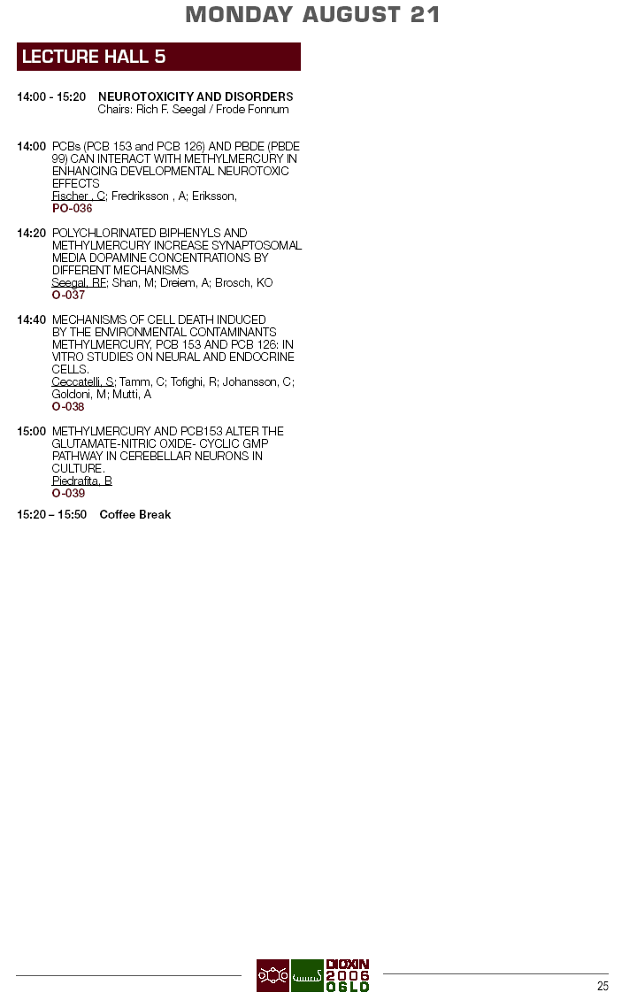 MONDAY AUGUST 21
LECTURE HALL 5
14:00 - 15:20 NEUROTOXICITY AND DISORDERS
Chairs: Rich F. Seegal / Frode Fonnum
14:00 PCBs (PCB 153 and PCB 126) AND PBDE (PBDE
99) CAN INTERACT WITH METHYLMERCURY IN
ENHANCING DEVELOPMENTAL NEUROTOXIC
EFFECTS
Fischer , C; Fredriksson , A; Eriksson,
PO-036
14:20 POLYCHLORINATED BIPHENYLS AND
METHYLMERCURY INCREASE SYNAPTOSOMAL
MEDIA DOPAMINE CONCENTRATIONS BY
DIFFERENT MECHANISMS
Seegal, RF; Shan, M; Dreiem, A; Brosch, KO
O-037
14:40 MECHANISMS OF CELL DEATH INDUCED
BY THE ENVIRONMENTAL CONTAMINANTS
METHYLMERCURY, PCB 153 AND PCB 126: IN
VITRO STUDIES ON NEURAL AND ENDOCRINE
CELLS.
Ceccatelli, S; Tamm, C; Tofighi, R; Johansson, C;
Goldoni, M; Mutti, A
O-038
15:00 METHYLMERCURY AND PCB153 ALTER THE
GLUTAMATE-NITRIC OXIDE- CYCLIC GMP
PATHWAY IN CEREBELLAR NEURONS IN
CULTURE.
Piedrafita, B
O-039
15:20 – 15:50 Coffee Break
DIOXIN
2006
OSLO
25